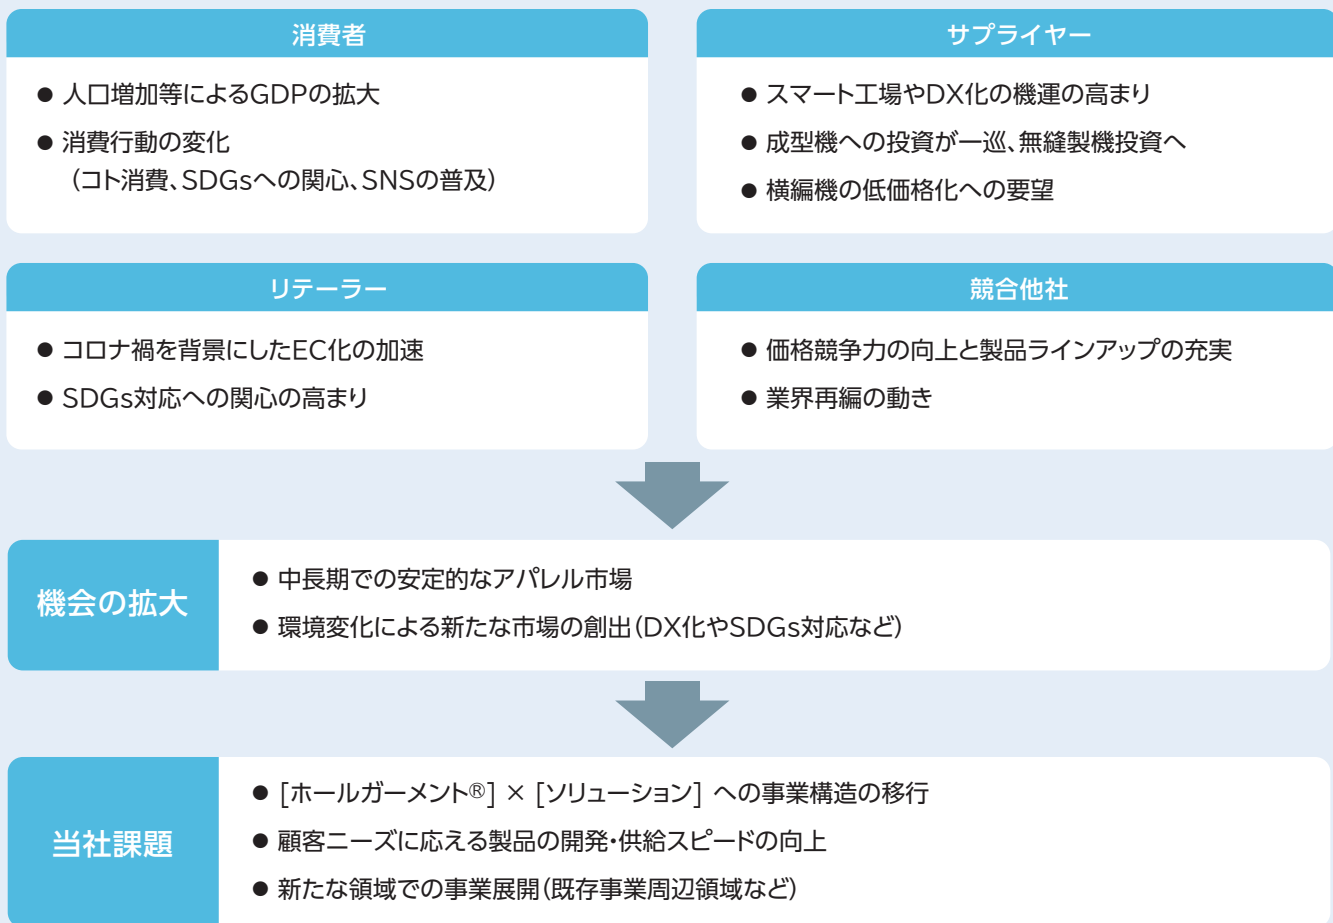 消費者
● 人口増加等によるGDPの拡大
● 消費行動の変化
（コト消費、SDGsへの関心、SNSの普及）
サプライヤー
● スマート工場やDX化の機運の高まり
● 成型機への投資が一巡、無縫製機投資へ
● 横編機の低価格化への要望
リテーラー
● コロナ禍を背景にしたEC化の加速
● SDGs対応への関心の高まり
競合他社
● 価格競争力の向上と製品ラインアップの充実
● 業界再編の動き
機会の拡大
● 中長期での安定的なアパレル市場
● 環境変化による新たな市場の創出（DX化やSDGs対応など）
当社課題
● ［ホールガーメント®］ × ［ソリューション］ への事業構造の移行
● 顧客ニーズに応える製品の開発・供給スピードの向上
● 新たな領域での事業展開（既存事業周辺領域など）